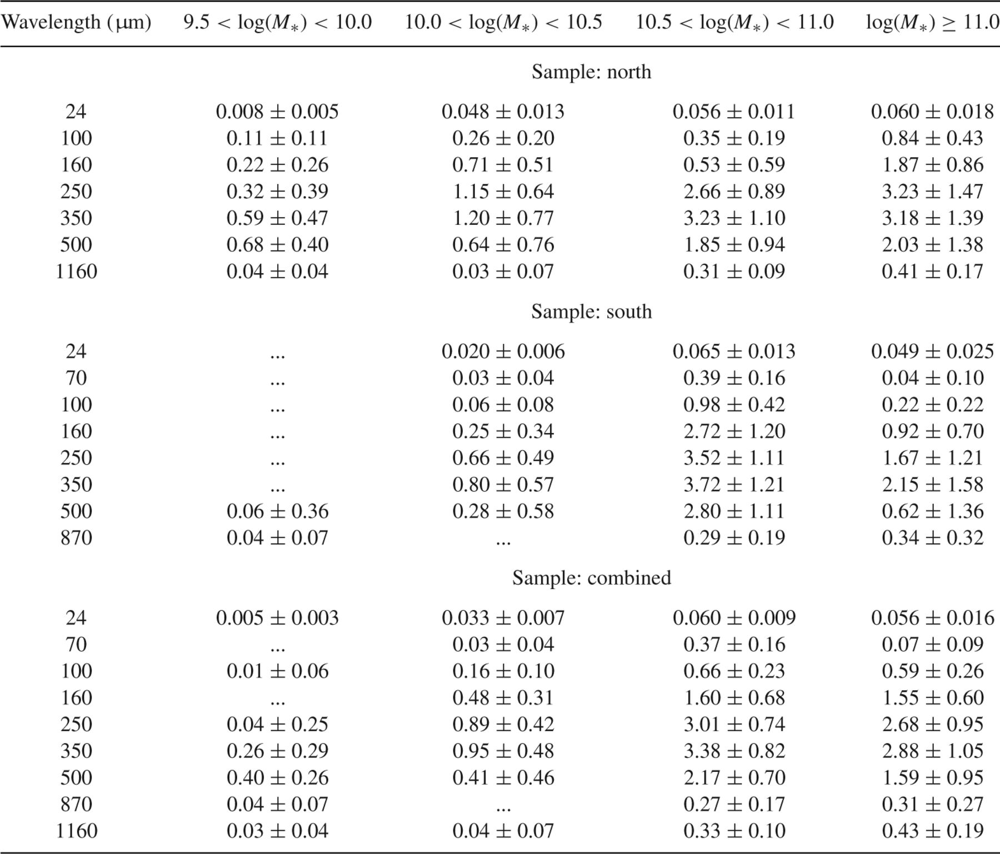 Wavelength (μm) 9.5 < log(M∗) < 10.0 10.0 < log(M∗) < 10.5 10.5 < log(M∗) < 11.0 log(M∗) ≥ 11.0
Sample: north
24 0.008 ± 0.005 0.048 ± 0.013 0.056 ± 0.011 0.060 ± 0.018
100 0.11 ± 0.11 0.26 ± 0.20 0.35 ± 0.19 0.84 ± 0.43
160 0.22 ± 0.26 0.71 ± 0.51 0.53 ± 0.59 1.87 ± 0.86
250 0.32 ± 0.39 1.15 ± 0.64 2.66 ± 0.89 3.23 ± 1.47
350 0.59 ± 0.47 1.20 ± 0.77 3.23 ± 1.10 3.18 ± 1.39
500 0.68 ± 0.40 0.64 ± 0.76 1.85 ± 0.94 2.03 ± 1.38
1160 0.04 ± 0.04 0.03 ± 0.07 0.31 ± 0.09 0.41 ± 0.17
Sample: south
24 ... 0.020 ± 0.006 0.065 ± 0.013 0.049 ± 0.025
70 ... 0.03 ± 0.04 0.39 ± 0.16 0.04 ± 0.10
100 ... 0.06 ± 0.08 0.98 ± 0.42 0.22 ± 0.22
160 ... 0.25 ± 0.34 2.72 ± 1.20 0.92 ± 0.70
250 ... 0.66 ± 0.49 3.52 ± 1.11 1.67 ± 1.21
350 ... 0.80 ± 0.57 3.72 ± 1.21 2.15 ± 1.58
500 0.06 ± 0.36 0.28 ± 0.58 2.80 ± 1.11 0.62 ± 1.36
870 0.04 ± 0.07 ... 0.29 ± 0.19 0.34 ± 0.32
Sample: combined
24 0.005 ± 0.003 0.033 ± 0.007 0.060 ± 0.009 0.056 ± 0.016
70 ... 0.03 ± 0.04 0.37 ± 0.16 0.07 ± 0.09
100 0.01 ± 0.06 0.16 ± 0.10 0.66 ± 0.23 0.59 ± 0.26
160 ... 0.48 ± 0.31 1.60 ± 0.68 1.55 ± 0.60
250 0.04 ± 0.25 0.89 ± 0.42 3.01 ± 0.74 2.68 ± 0.95
350 0.26 ± 0.29 0.95 ± 0.48 3.38 ± 0.82 2.88 ± 1.05
500 0.40 ± 0.26 0.41 ± 0.46 2.17 ± 0.70 1.59 ± 0.95
870 0.04 ± 0.07 ... 0.27 ± 0.17 0.31 ± 0.27
1160 0.03 ± 0.04 0.04 ± 0.07 0.33 ± 0.10 0.43 ± 0.19